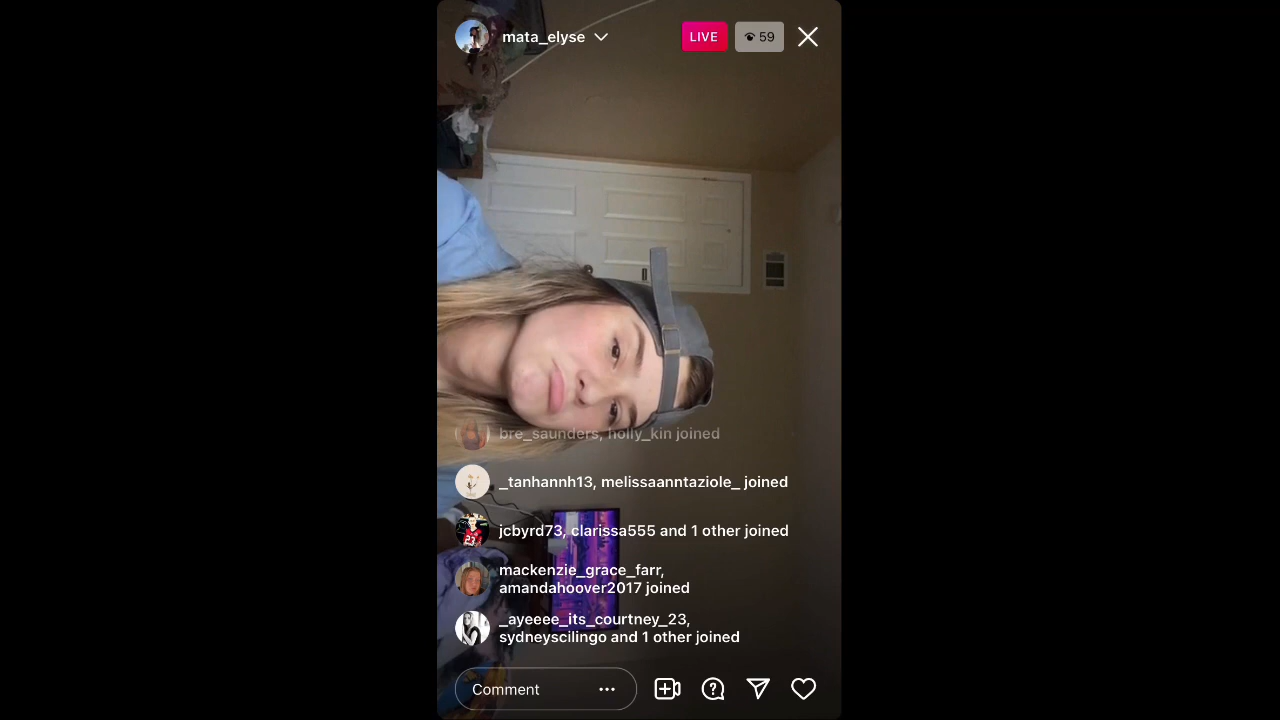 mata_elyse
LIVE
59
bre_saunders, holly_kin joined
_tanhannh13, melissaanntaziole_ joined
jcbyrd73, clarissa555 and 1 other joined
mackenzie_grace_farr,
amandahoover2017 joined
_ayeeee_its_courtney_23,
sydneyscilingo and 1 other joined
Comment